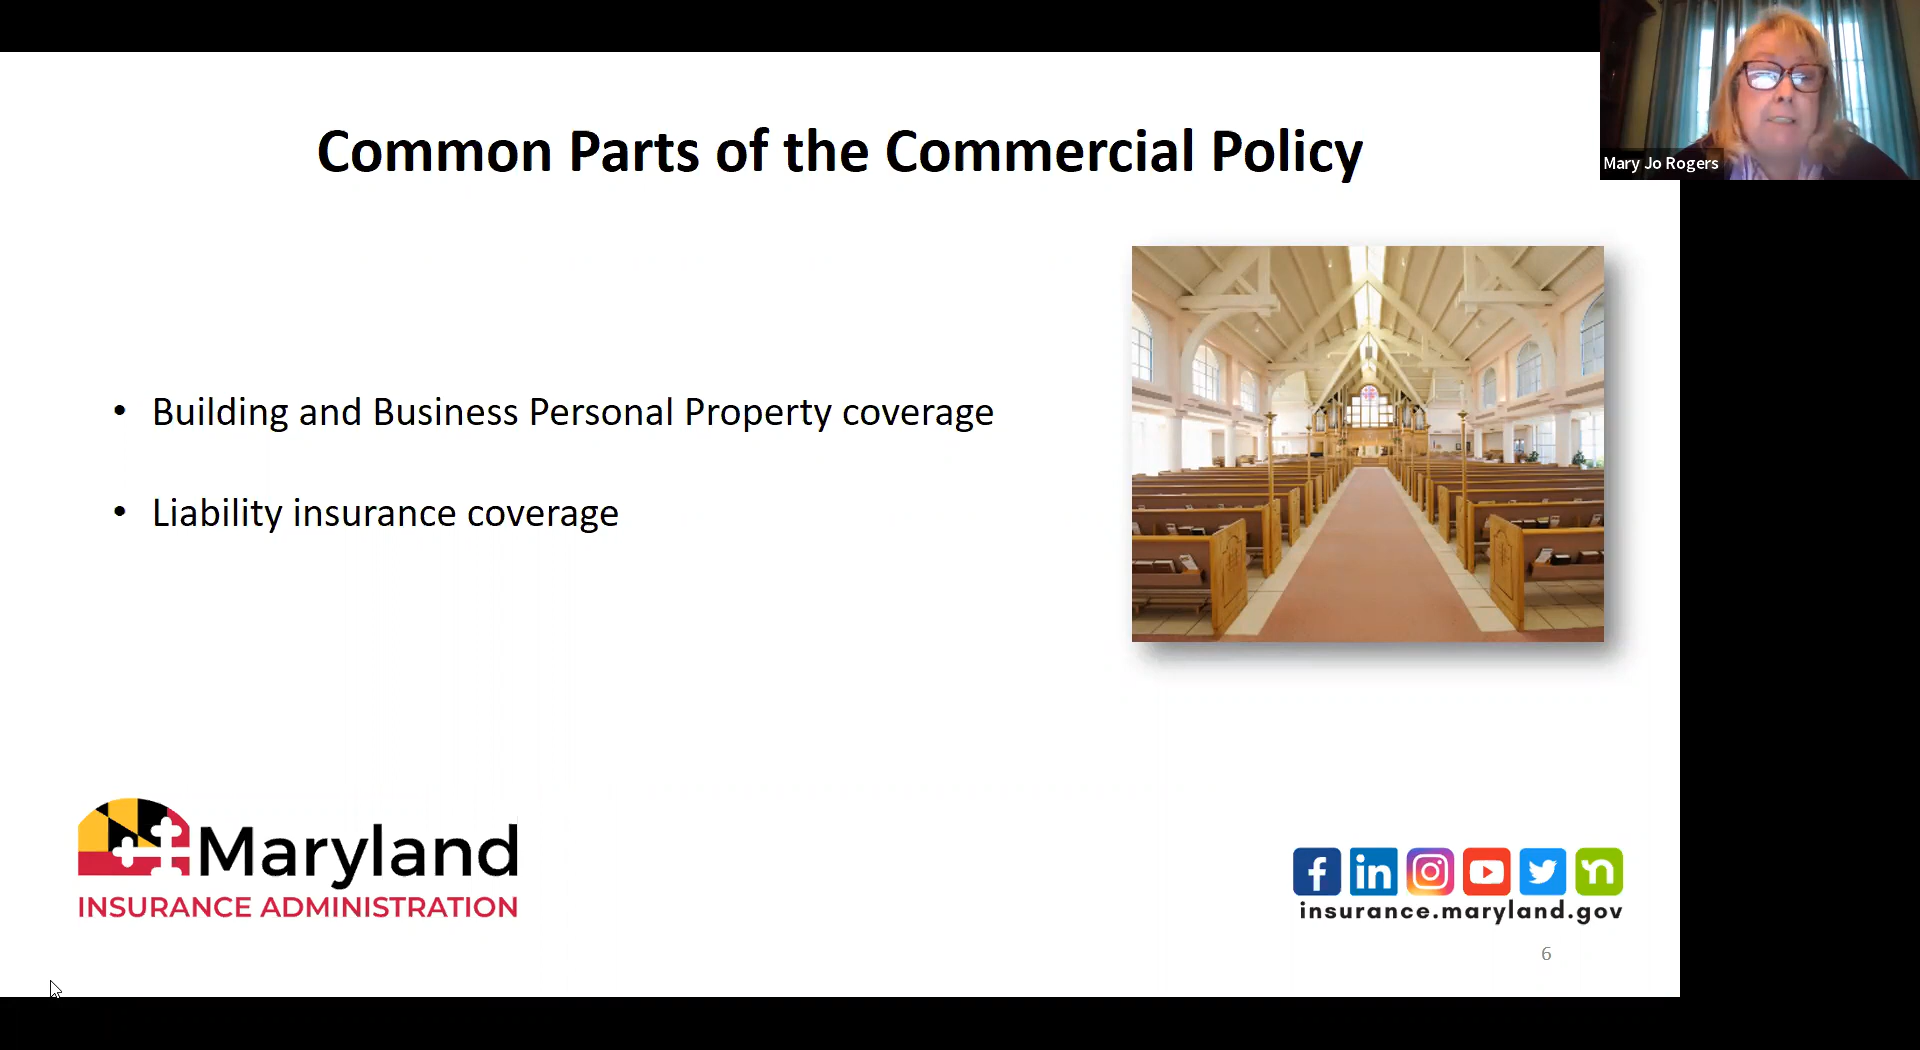 Common Parts of the Commercial Policy
Mary Jo Rogers
• Building and Business Personal Property coverage
• Liability insurance coverage
Maryland
INSURANCE ADMINISTRATION
insurance.maryland.gov
6